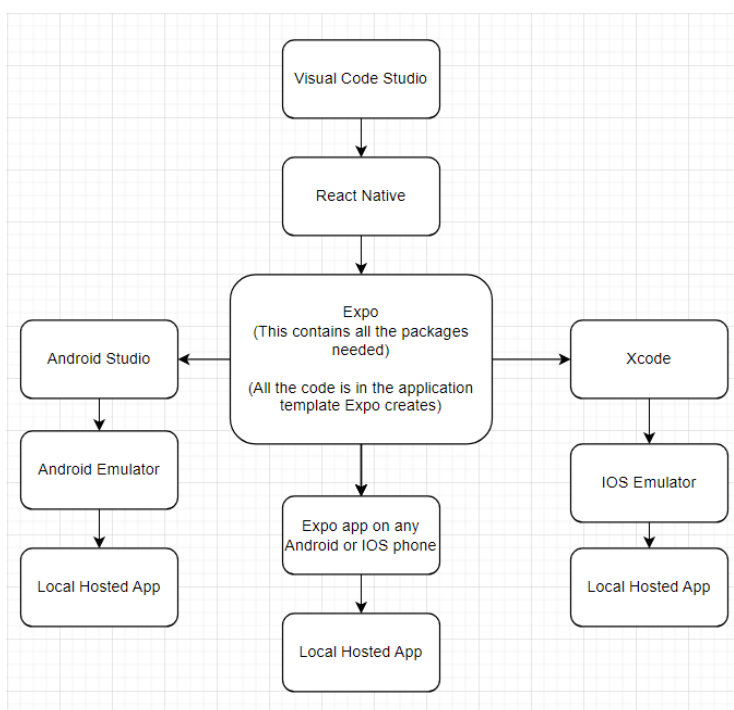 Visual Code Studio
React Native
Expo
(This contains all the packages
needed)
(All the code is in the application
template Expo creates)
Android Studio
Xcode
Android Emulator
IOS Emulator
Expo app on any
Android or IOS phone
Local Hosted App
Local Hosted App
Local Hosted App